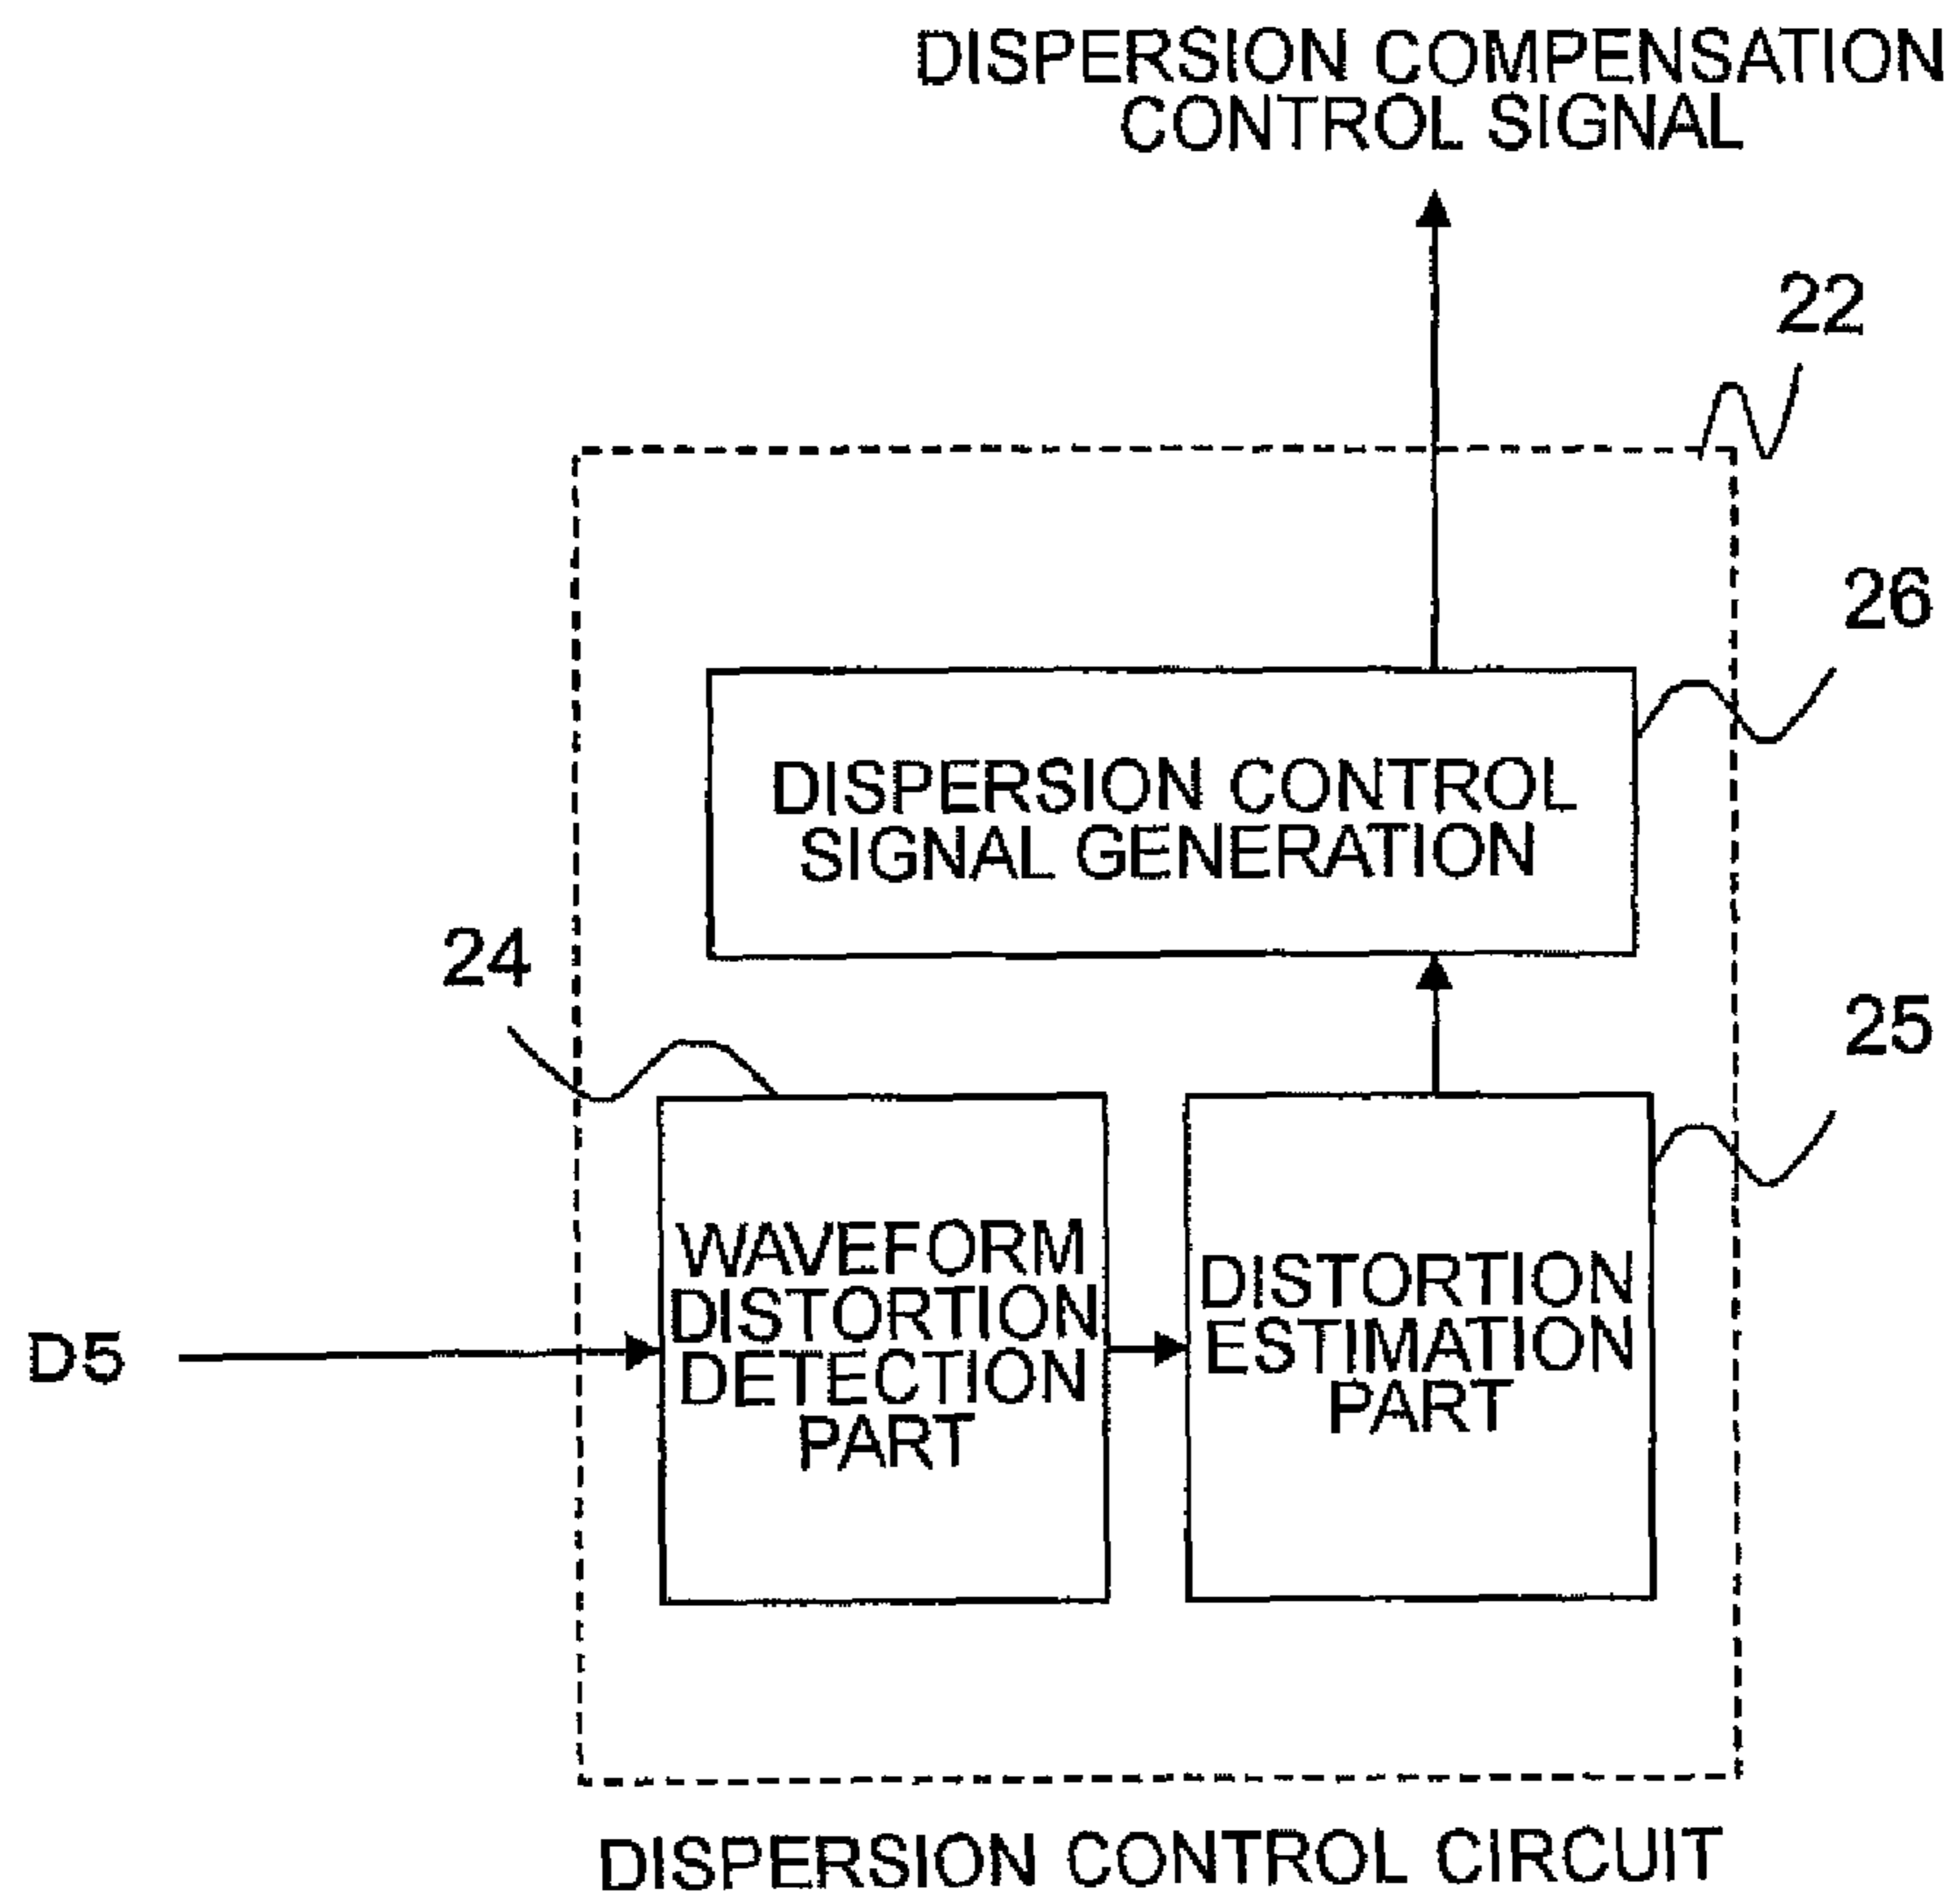 DISPERSION COMPENSATION
CONTROL SIGNAL
22
26
DISPERSION CONTROL
SIGNAL GENERATION
24
25
WAVEFORM
DISTORTION
DETECTION
PART
DISTORTION
ESTIMATION
PART
D5
DISPERSION CONTROL CIRCUIT